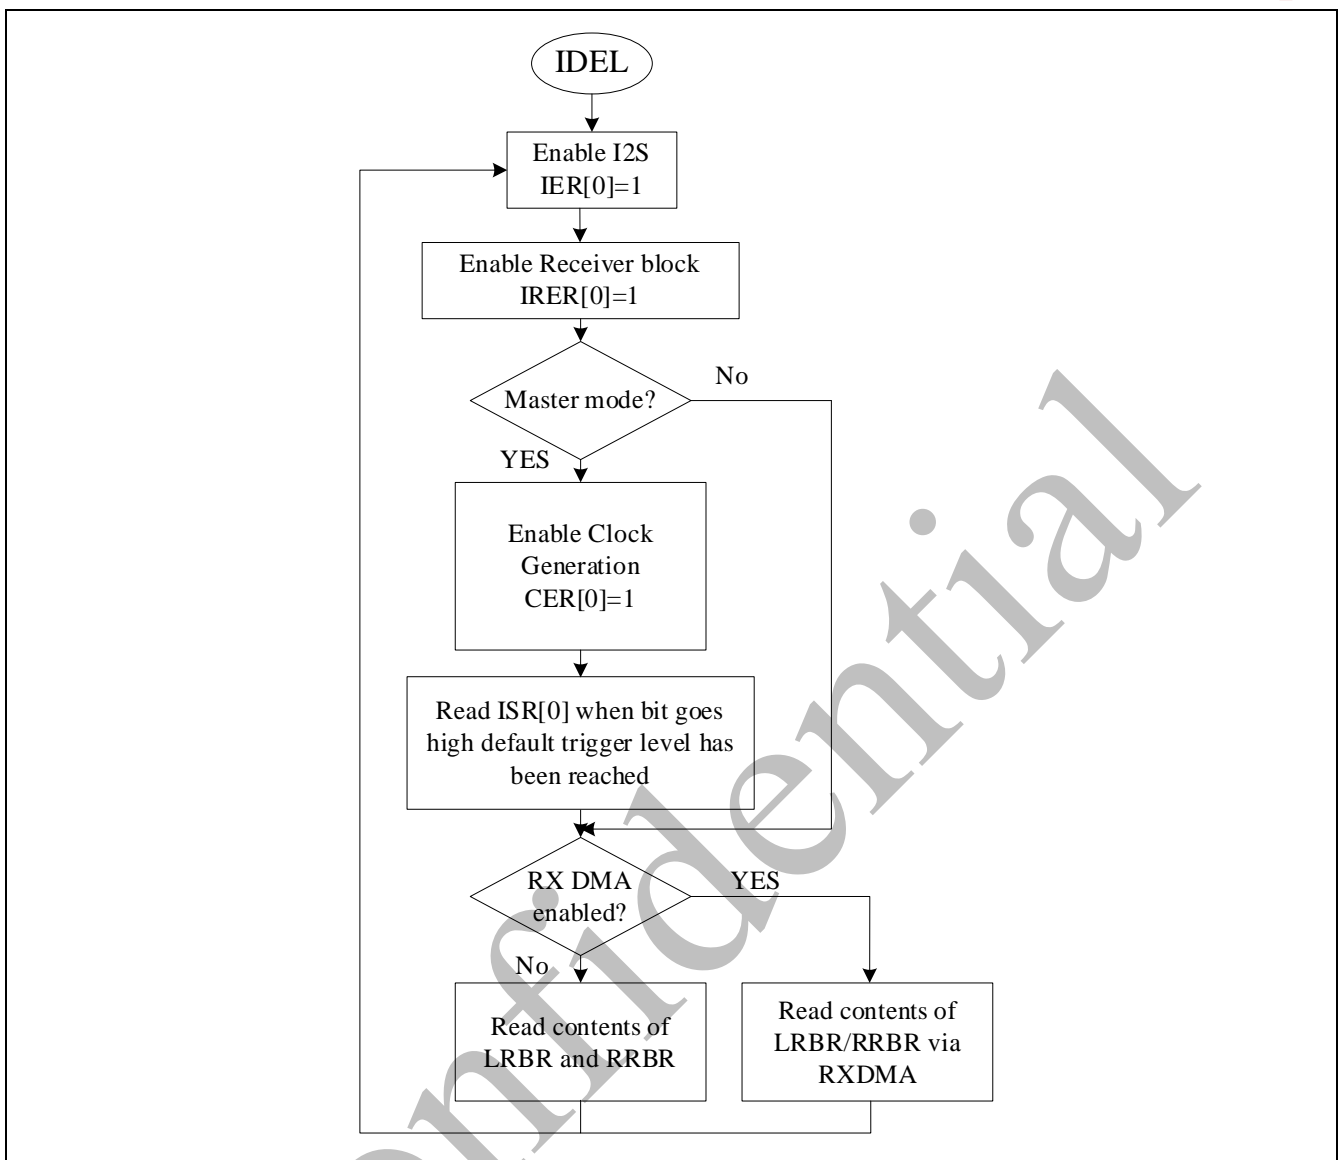 IDEL
Enable I2S
IER[0]=1
Enable Receiver block
IRER[0]=1
Master mode?
No
YES
Enable Clock
Generation
CER[0]=1
Read ISR[0] when bit goes
high default trigger level has
been reached
RX DMA
enabled?
YES
No
Read contents of
LRBR and RRBR
Read contents of
LRBR/RRBR via
RXDMA
onfidential